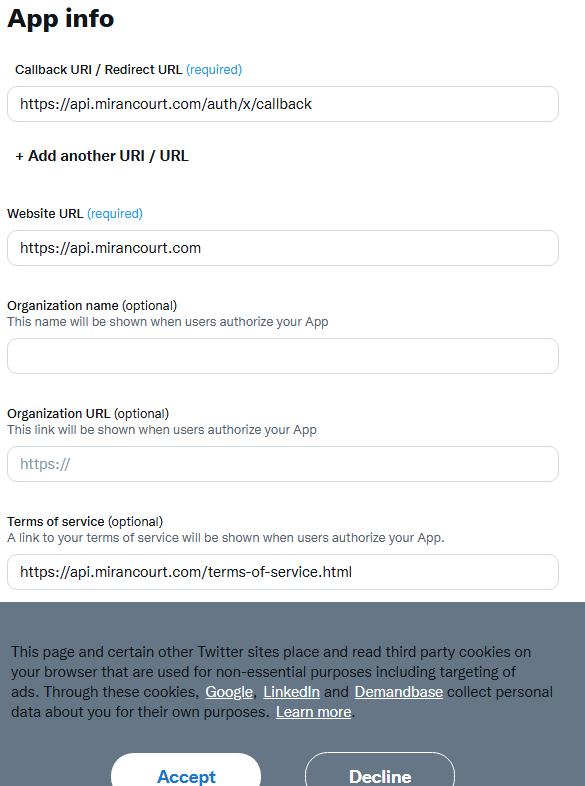 App info
Callback URI / Redirect URL (required)
https://api.mirancourt.com/auth/x/callback
+ Add another URI / URL
Website URL (required)
https://api.mirancourt.com
Organization name (optional)
This name will be shown when users authorize your App
Organization URL (optional)
This link will be shown when users authorize your App
https://
Terms of service (optional)
A link to your terms of service will be shown when users authorize your App.
https://api.mirancourt.com/terms-of-service.html
This page and certain other Twitter sites place and read third party cookies on
your browser that are used for non-essential purposes including targeting of
ads. Through these cookies, Google, LinkedIn and Demandbase collect personal
data about you for their own purposes. Learn more.
Accept Decline